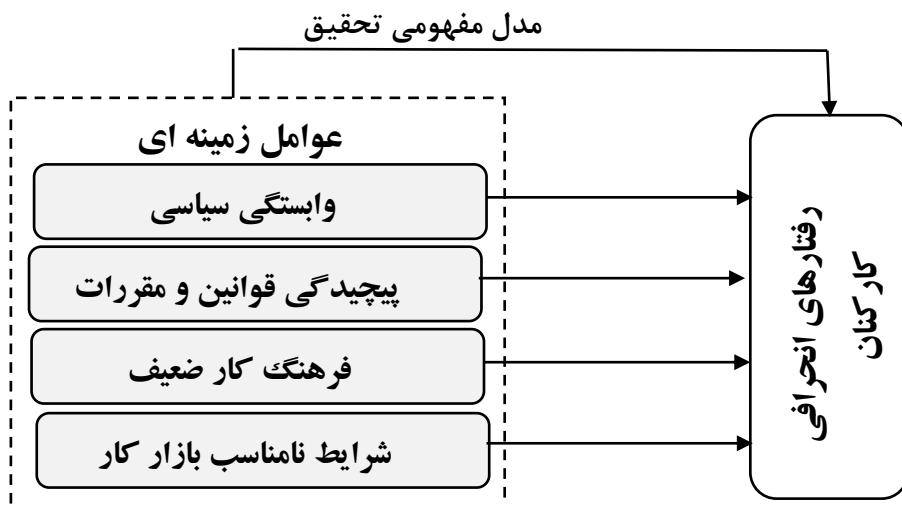 مدل مفهومی تحقیق
عوامل زمینه ای
وابستگی سیاسی
پیچیدگی قوانین و مقررات
فرهنگ کار ضعیف
شرایط نامناسب بازار کار
رفتارهای انحرافی
کارکنان